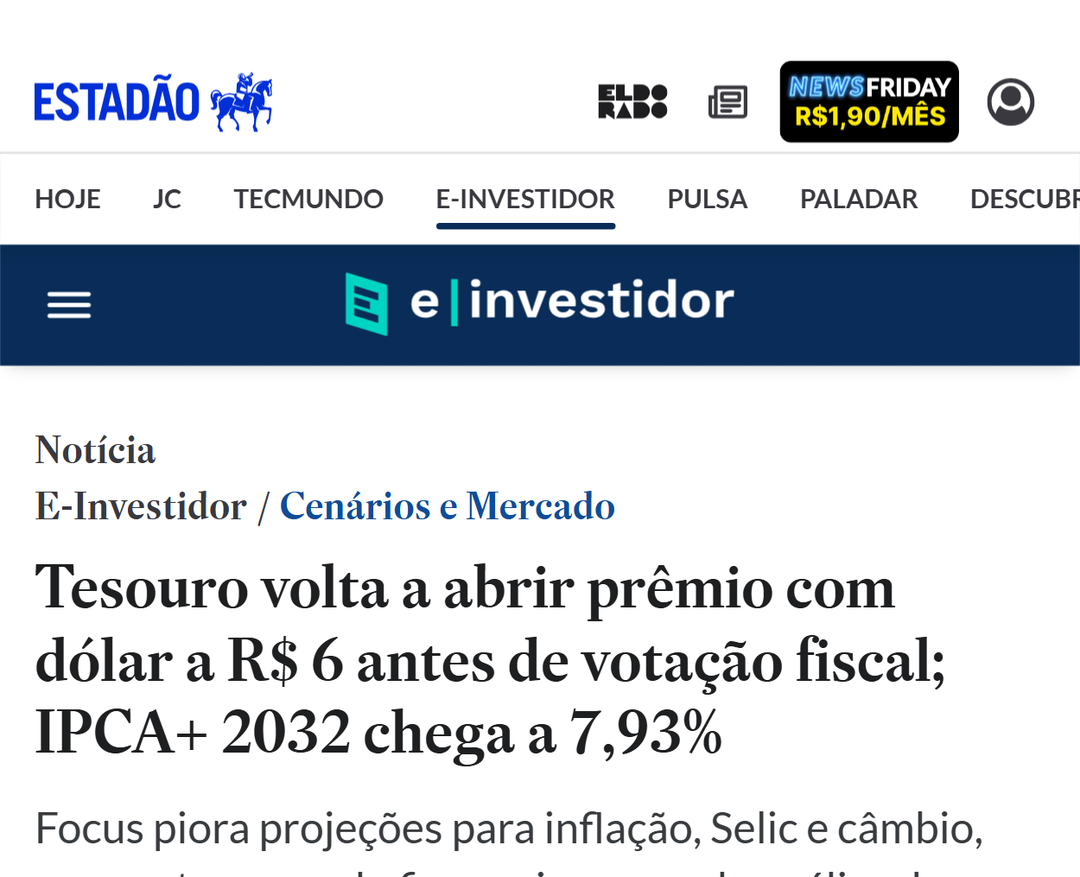 ESTADÃO
ELDO
RADO
NEWS FRIDAY
R$1,90/MÊS
HOJE JC TECMUNDO E-INVESTIDOR PULSA PALADAR DESCUBR
e|investidor
Notícia
E-Investidor / Cenários e Mercado
Tesouro volta a abrir prêmio com
dólar a R$ 6 antes de votação fiscal;
IPCA+ 2032 chega a 7,93%
Focus piora projeções para inflação, Selic e câmbio,